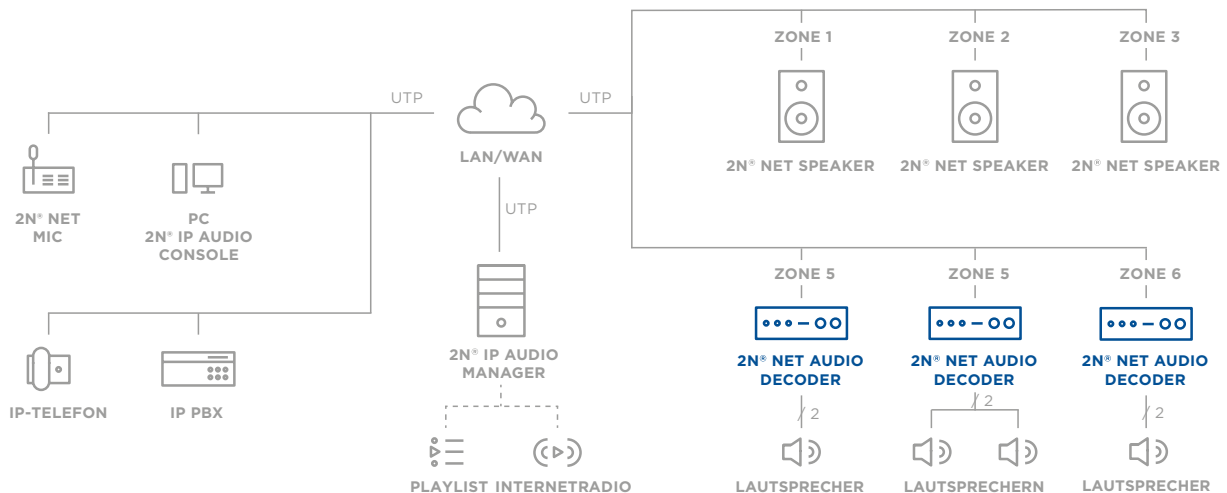 ZONE 1
ZONE 2
ZONE 3
UTP
UTP
LAN/WAN
2N® NET SPEAKER
2N® NET SPEAKER
2N® NET SPEAKER
2N® NET
MIC
PC
2N® IP AUDIO
CONSOLE
UTP
ZONE 5
ZONE 5
ZONE 6
2N® IP AUDIO
MANAGER
2N® NET AUDIO
DECODER
2N® NET AUDIO
DECODER
2N® NET AUDIO
DECODER
IP-TELEFON
IP PBX
2
2
2
PLAYLIST
INTERNETRADIO
LAUTSPRECHER
LAUTSPRECHERN
LAUTSPRECHER